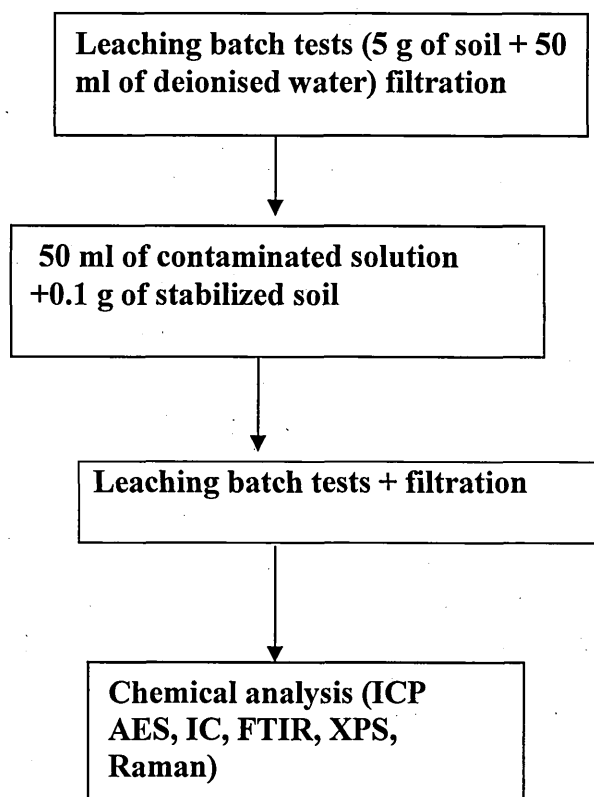 Leaching batch tests (5 g of soil + 50
ml of deionised water) filtration
50 ml of contaminated solution
+0.1 g of stabilized soil
Leaching batch tests + filtration
Chemical analysis (ICP
AES, IC, FTIR, XPS,
Raman)